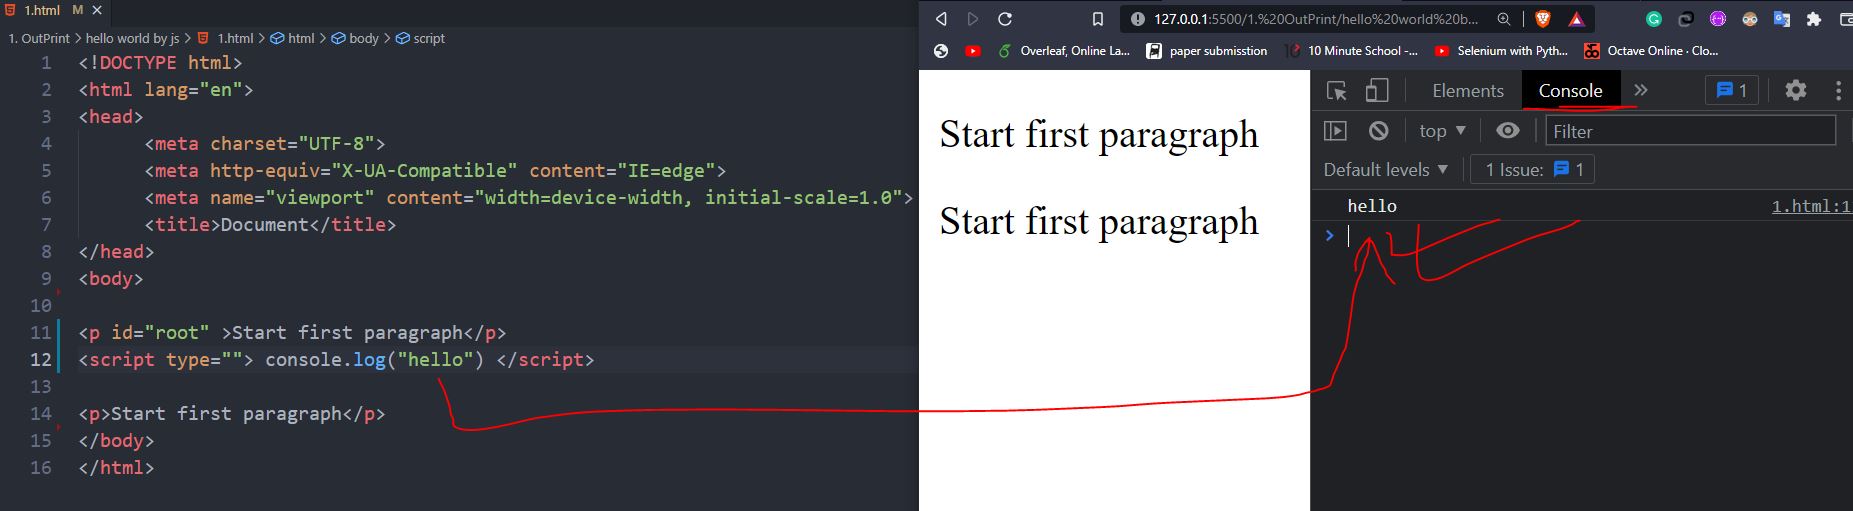 1.html M
1. OutPrint > hello world by js > 1.html > html > body > script
1 <!DOCTYPE html>
2 <html lang="en">
3 <head>
4 <meta charset="UTF-8">
5 <meta http-equiv="X-UA-Compatible" content="IE=edge">
6 <meta name="viewport" content="width=device-width, initial-scale=1.0">
7 <title>Document</title>
8 </head>
9 <body>
10
11 <p id="root" >Start first paragraph</p>
12 <script type=""> console.log("hello") </script>
13
14 <p>Start first paragraph</p>
15 </body>
16 </html>
127.0.0.1:5500/1.%20OutPrint/hello%20world%20b...
Overleaf, Online La... paper submisstion 10 Minute School -... Selenium with Pyth... Octave Online · Clo...
Start first paragraph
Start first paragraph
Elements Console 1
top Filter
Default levels 1 Issue: 1
hello 1.html:1